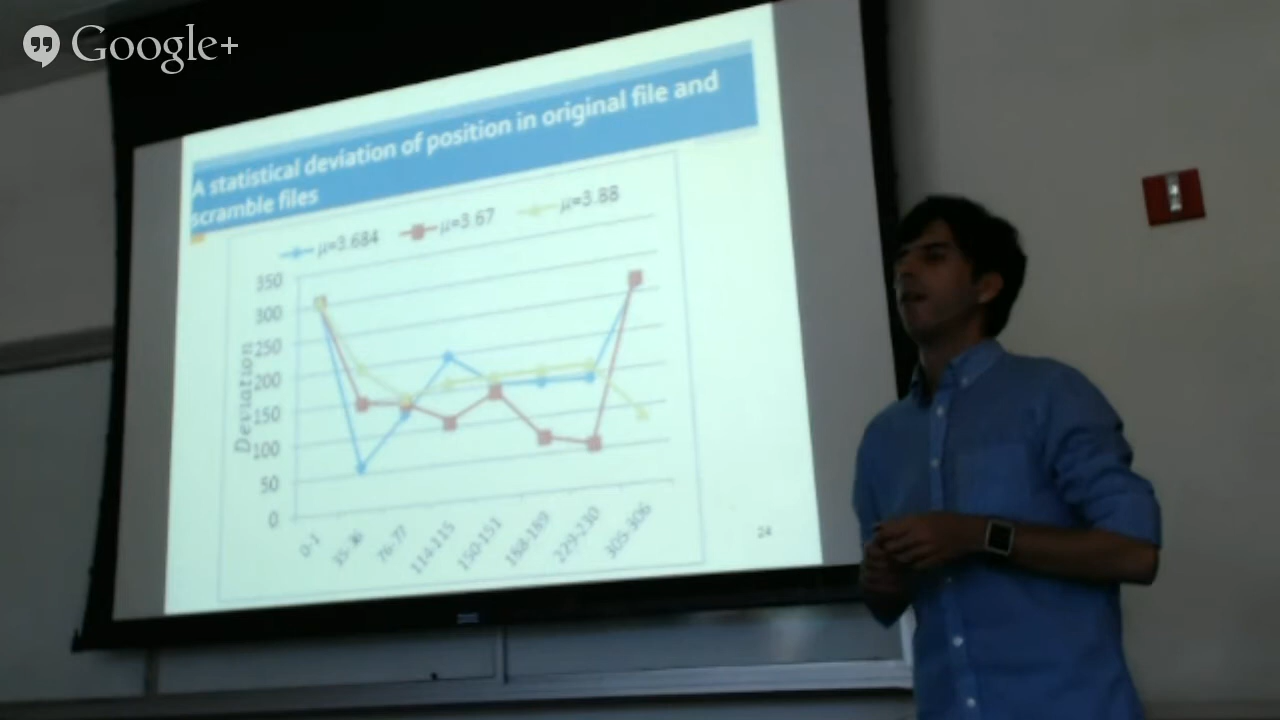 Google+
A statistical deviation of position in original file and
scramble files
μ=3.684 μ=3.67 μ=3.88
350
300
250
200
150
100
50
0
Deviation
0-1 35-36 76-77 114-115 150-151 188-189 229-230 305-306
24